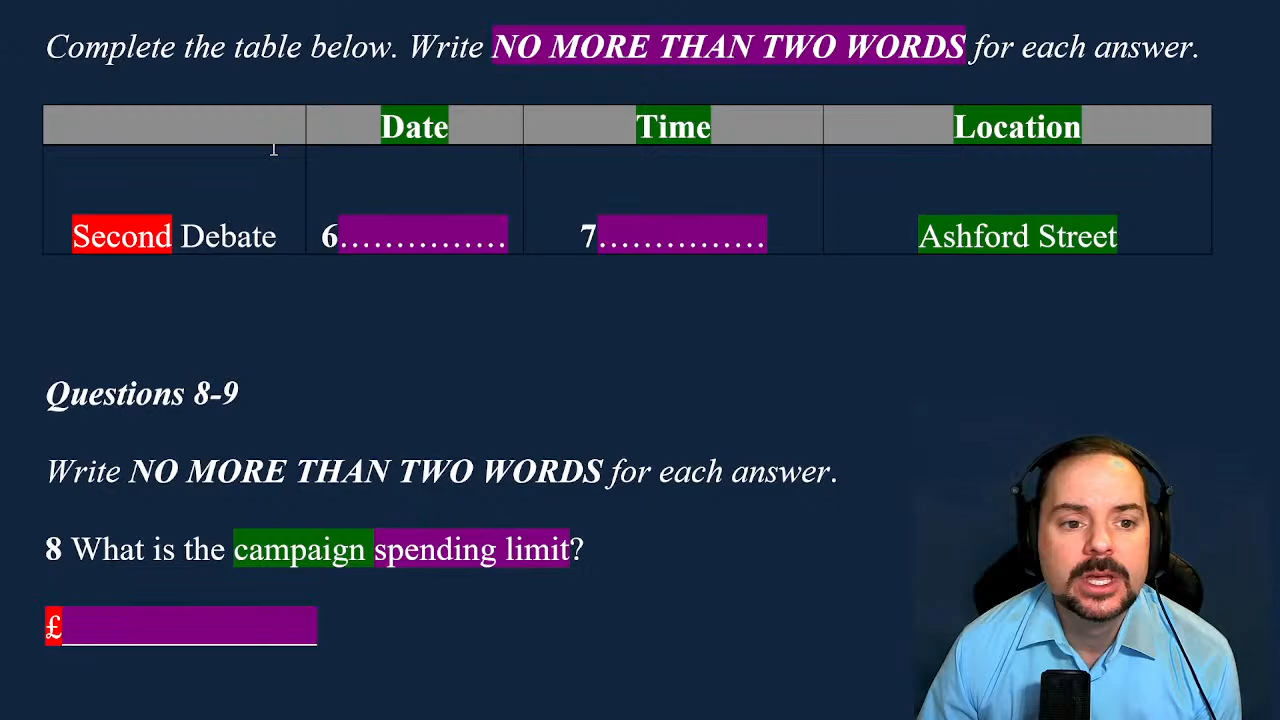 Complete the table below. Write NO MORE THAN TWO WORDS for each answer.
Date Time Location
Second Debate 6…………… 7…………… Ashford Street
Questions 8-9
Write NO MORE THAN TWO WORDS for each answer.
8 What is the campaign spending limit?
£